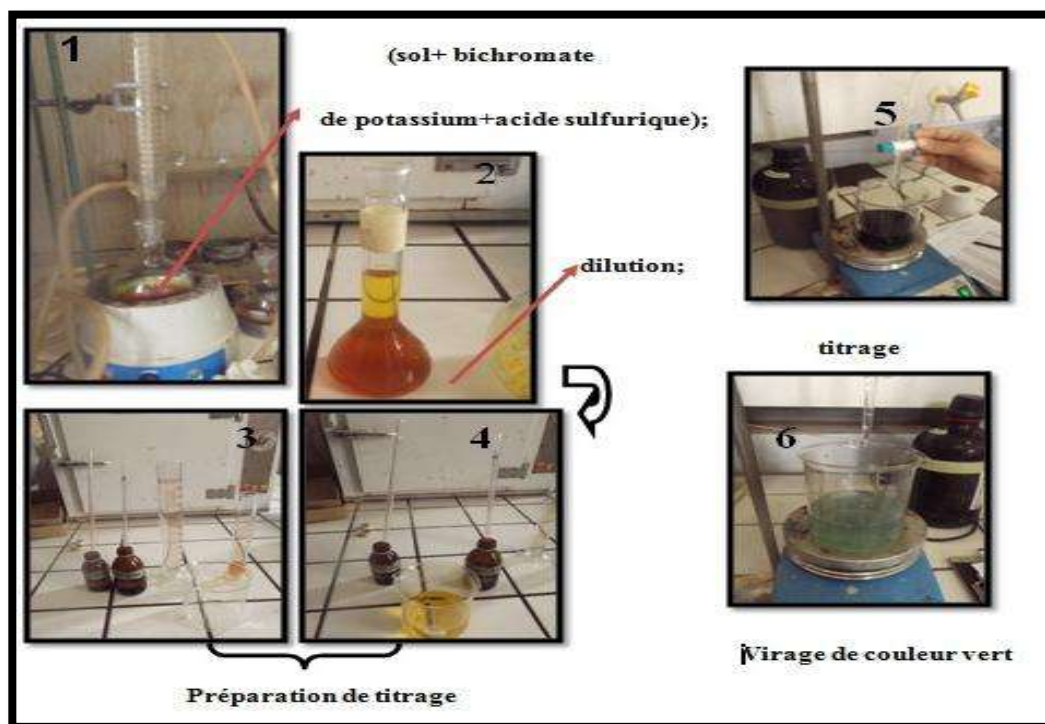 1
(sol+ bichromate
de potassium+acide sulfurique);
2
dilution;
3
4
Préparation de titrage
5
titrage
6
Virage de couleur vert